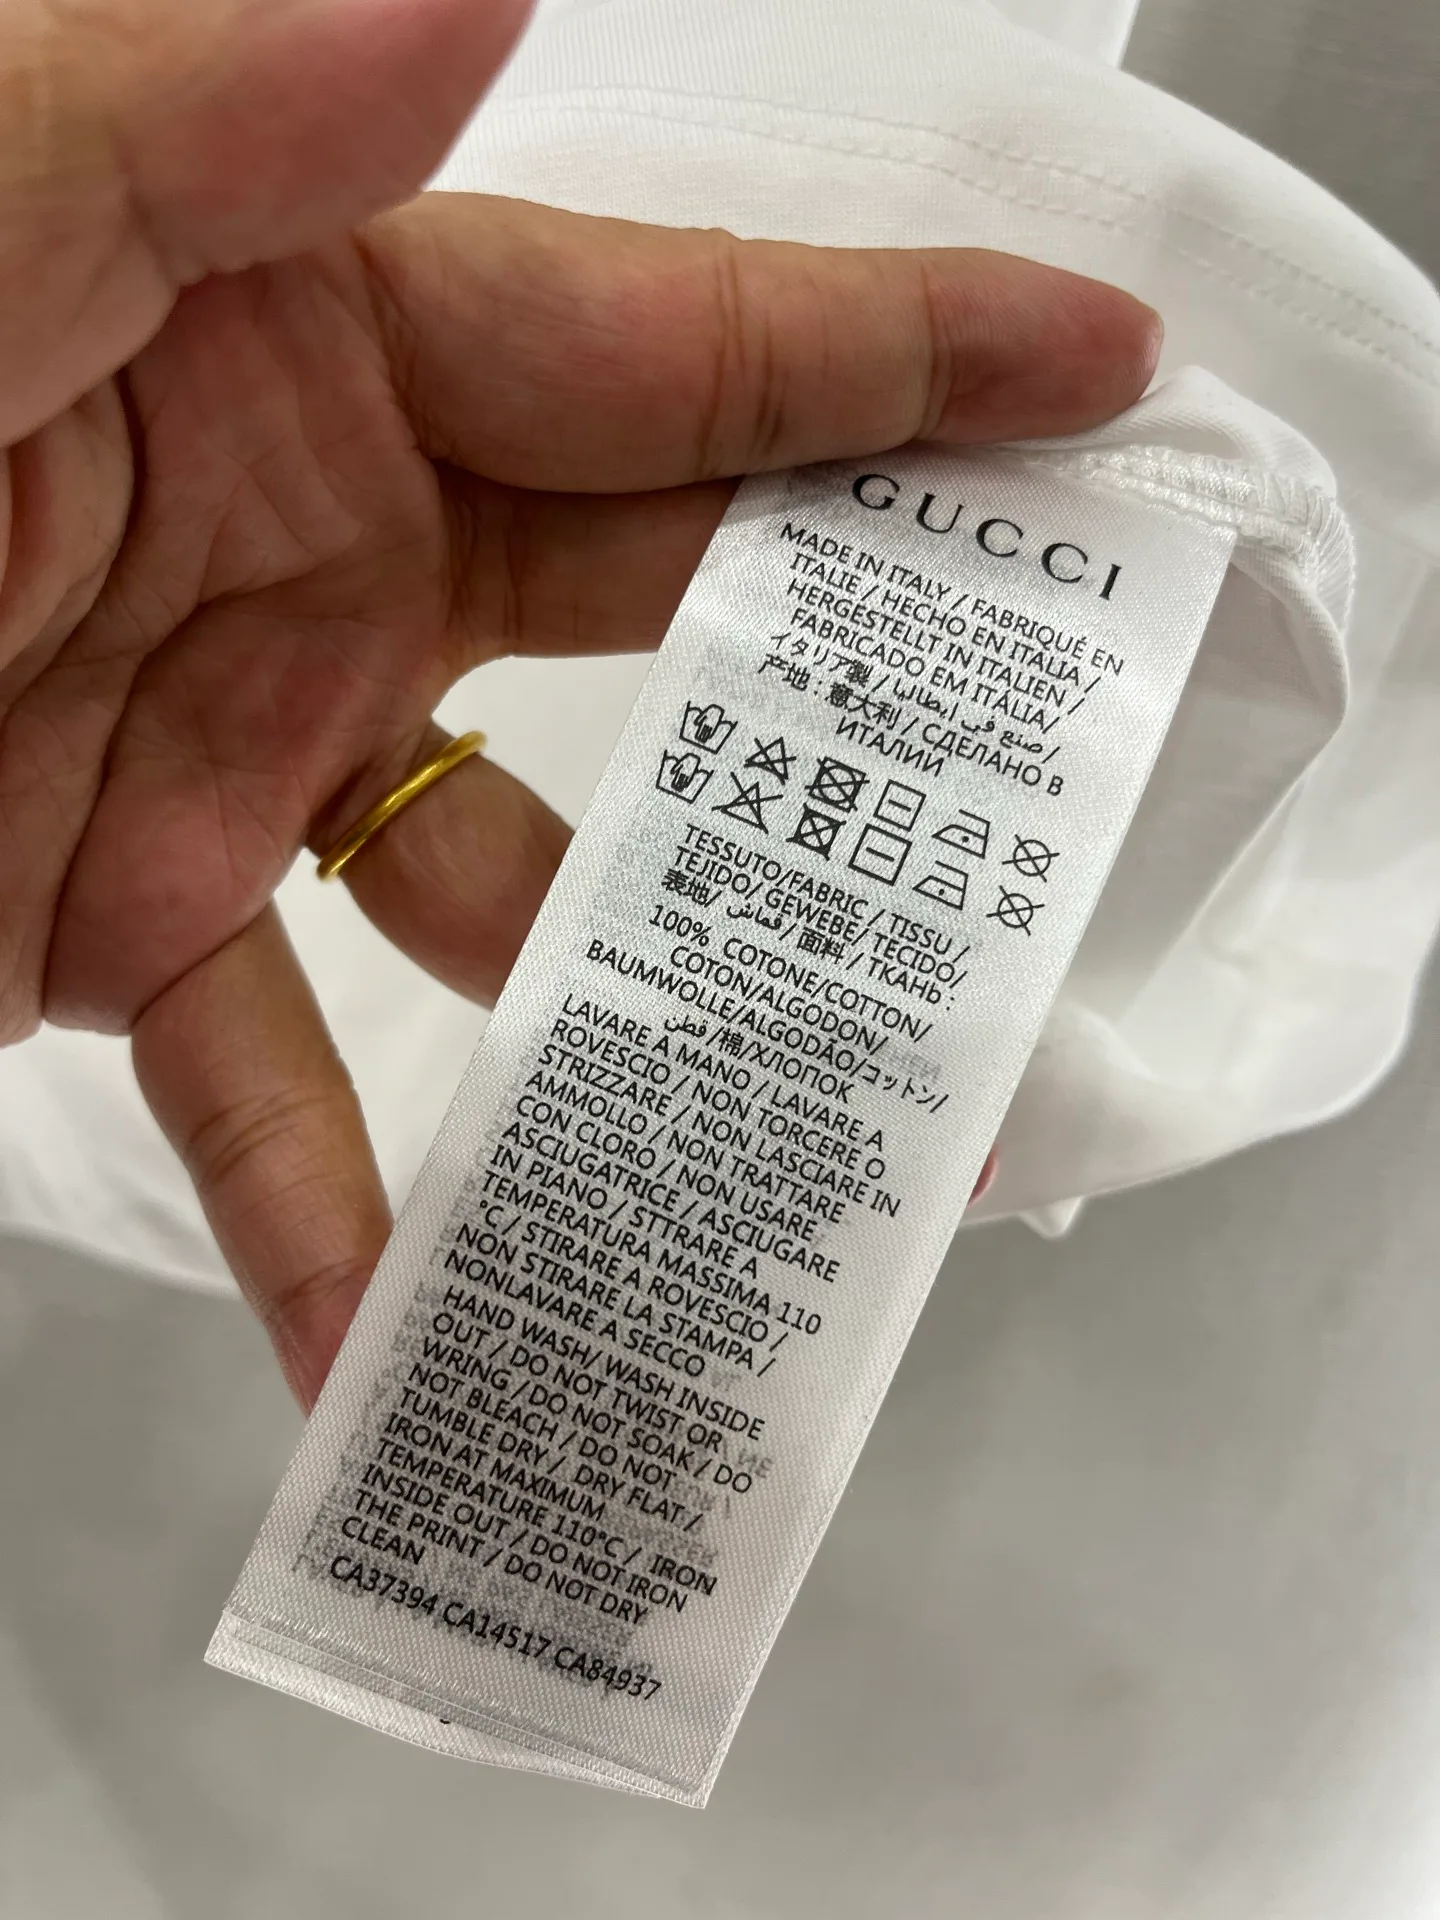 GUCCI
MADE IN ITALY / FABRIQUÉ EN
ITALIE / HECHO EN ITALIA /
HERGESTELLT IN ITALIEN /
FABRICADO EM ITÁLIA/
イタリア製 / صنع في ايطاليا /
产地 : 意大利 / СДЕЛАНО В
ИТАЛИИ
TESSUTO/FABRIC / TISSU /
TEJIDO/ GEWEBE/ TECIDO/
表地/ قماش / 面料 / ТКАНЬ :
100% COTONE/COTTON/
COTON/ALGODON/
BAUMWOLLE/ALGODÃO/コットン/
قطن /棉/ХЛОПОК
LAVARE A MANO / LAVARE A
ROVESCIO / NON TORCERE O
STRIZZARE / NON LASCIARE IN
AMMOLLO / NON TRATTARE
CON CLORO / NON USARE
ASCIUGATRICE / ASCIUGARE
IN PIANO / STTRARE A
TEMPERATURA MASSIMA 110
°C / STIRARE A ROVESCIO /
NON STIRARE LA STAMPA /
NONLAVARE A SECCO
HAND WASH/ WASH INSIDE
OUT / DO NOT TWIST OR
WRING /DO NOT SOAK / DO
NOT BLEACH / DO NOT
TUMBLE DRY / DRY FLAT /
IRON AT MAXIMUM
TEMPERATURE 110°C / IRON
INSIDE OUT / DO NOT IRON
THE PRINT / DO NOT DRY
CLEAN
CA37394 CA14517 CA84937